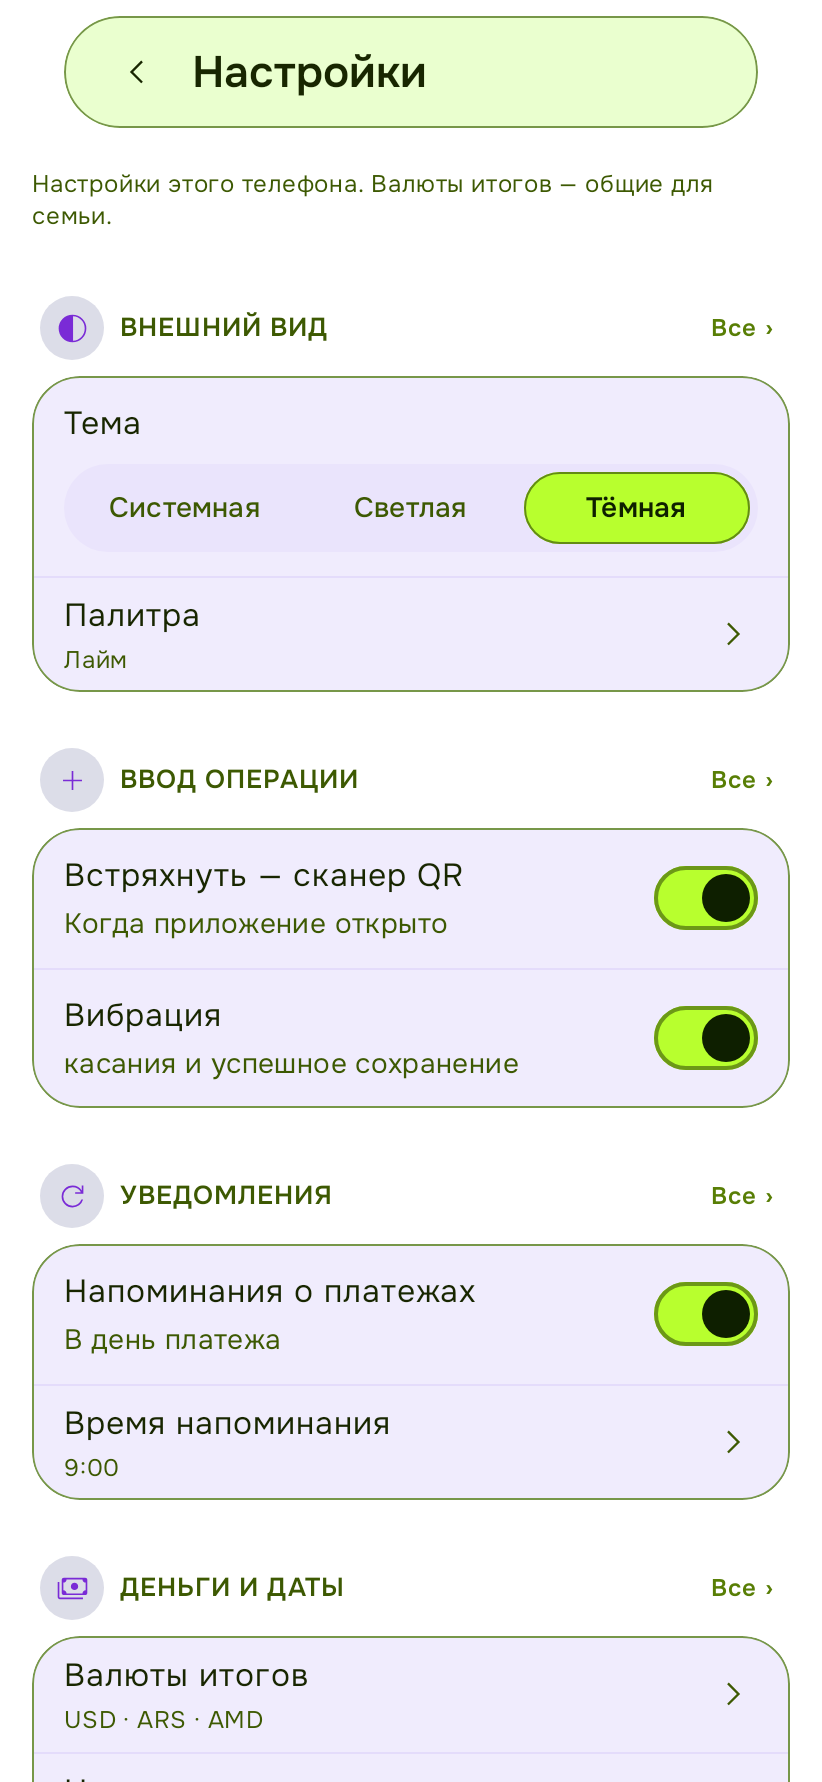 Настройки
Настройки этого телефона. Валюты итогов — общие для
семьи.
ВНЕШНИЙ ВИД
Все ›
Тема
Системная
Светлая
Тёмная
Палитра
Лайм
ВВОД ОПЕРАЦИИ
Все ›
Встряхнуть — сканер QR
Когда приложение открыто
Вибрация
касания и успешное сохранение
УВЕДОМЛЕНИЯ
Все ›
Напоминания о платежах
В день платежа
Время напоминания
9:00
ДЕНЬГИ И ДАТЫ
Все ›
Валюты итогов
USD · ARS · AMD